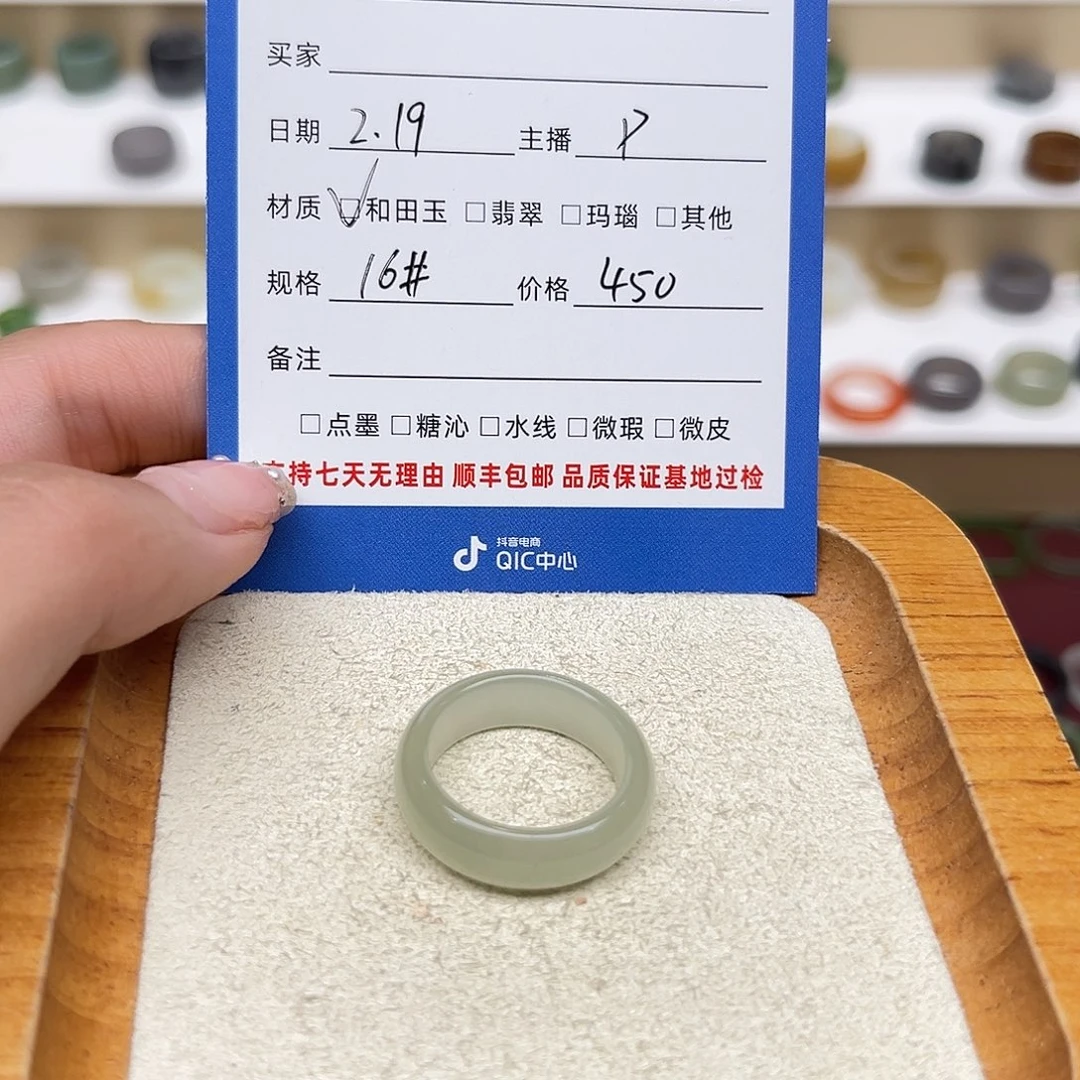 买家
日期 2.19 主播
材质 ☑和田玉 □翡翠 □玛瑙 □其他
规格 16# 价格 450
备注
□点墨 □糖沁 □水线 □微瑕 □微皮
持七天无理由 顺丰包邮 品质保证基地过检
抖音电商
QIC中心